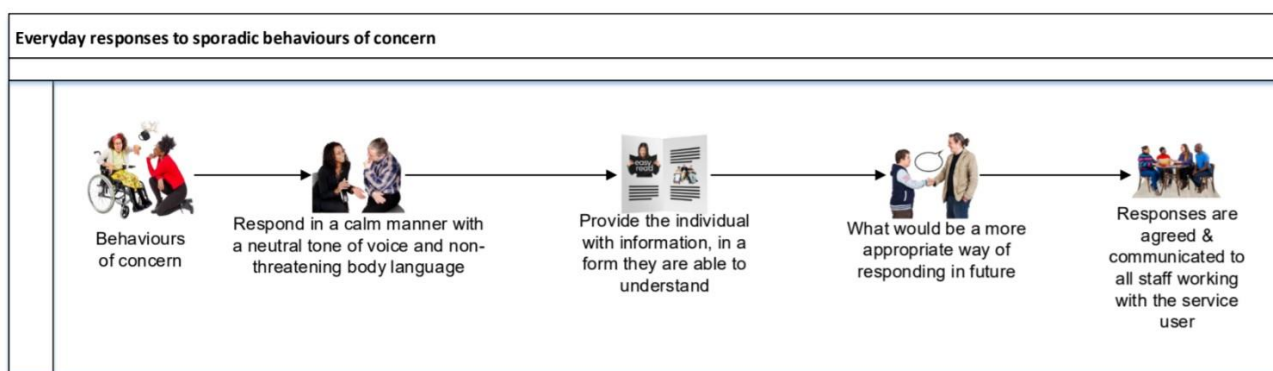 Everyday responses to sporadic behaviours of concern
Behaviours
of concern
Respond in a calm manner with
a neutral tone of voice and non-
threatening body language
easy
read
Provide the individual
with information, in a
form they are able to
understand
What would be a more
appropriate way of
responding in future
Responses are
agreed &
communicated to
all staff working
with the service
user